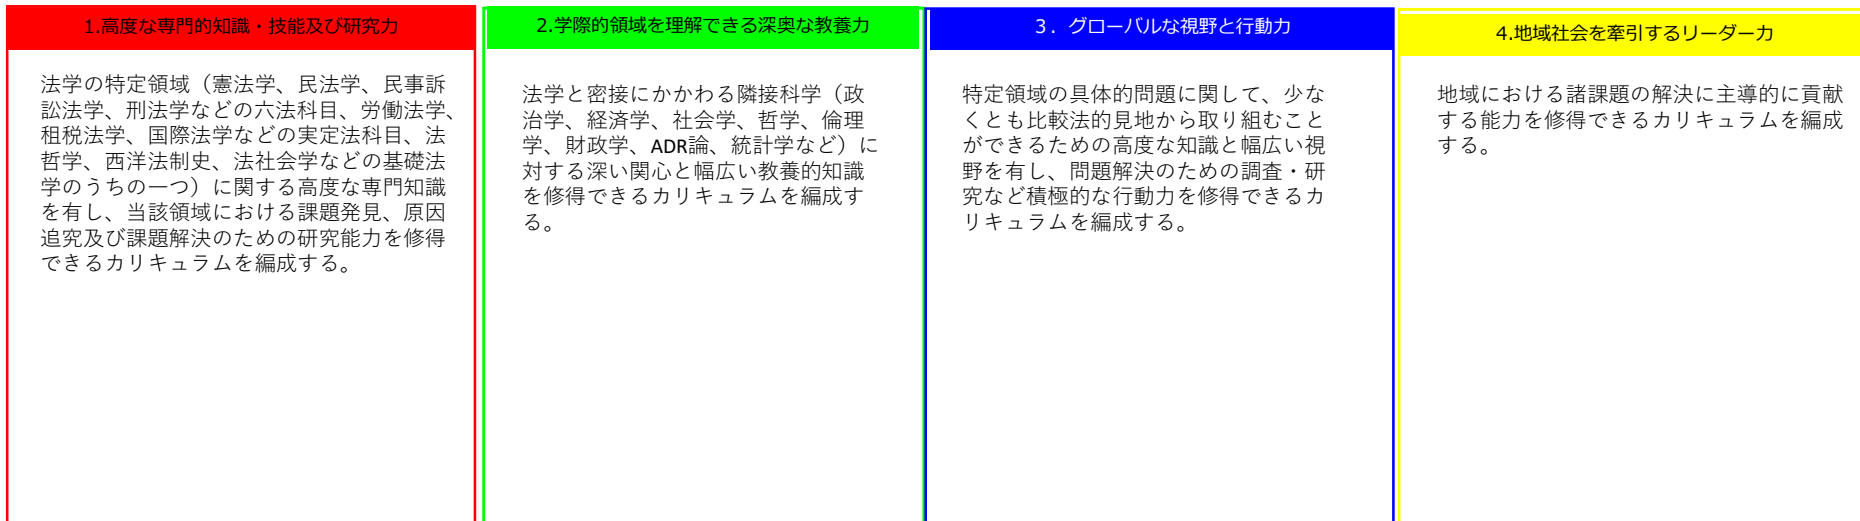 1.高度な専門的知識・技能及び研究力
法学の特定領域（憲法学、民法学、民事訴
訟法学、刑法学などの六法科目、労働法学、
租税法学、国際法学などの実定法科目、法
哲学、西洋法制史、法社会学などの基礎法
学のうちの一つ）に関する高度な専門知識
を有し、当該領域における課題発見、原因
追究及び課題解決のための研究能力を修得
できるカリキュラムを編成する。
2.学際的領域を理解できる深奥な教養力
法学と密接にかかわる隣接科学（政
治学、経済学、社会学、哲学、倫理
学、財政学、ADR論、統計学など）に
対する深い関心と幅広い教養的知識
を修得できるカリキュラムを編成す
る。
３．グローバルな視野と行動力
特定領域の具体的問題に関して、少な
くとも比較法的見地から取り組むこと
ができるための高度な知識と幅広い視
野を有し、問題解決のための調査・研
究など積極的な行動力を修得できるカ
リキュラムを編成する。
4.地域社会を牽引するリーダー力
地域における諸課題の解決に主導的に貢献
する能力を修得できるカリキュラムを編成
する。